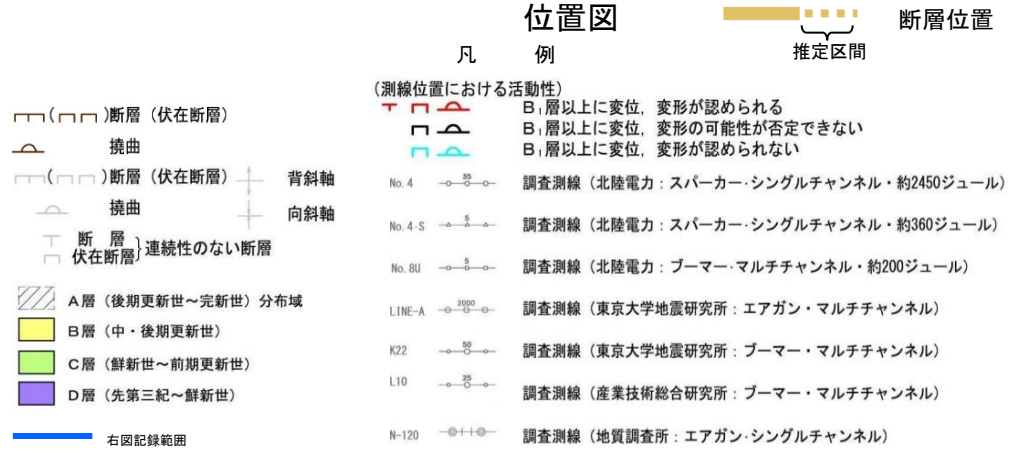 位置図
断層位置
推定区間
凡 例
断層（伏在断層）
撓曲
断層（伏在断層）
背斜軸
撓曲
向斜軸
断 層
伏在断層
連続性のない断層
A層（後期更新世～完新世）分布域
B層（中・後期更新世）
C層（鮮新世～前期更新世）
D層（先第三紀～鮮新世）
右図記録範囲
（測線位置における活動性）
B₁層以上に変位，変形が認められる
B₁層以上に変位，変形の可能性が否定できない
B₁層以上に変位，変形が認められない
No. 4 35 調査測線（北陸電力：スパーカー・シングルチャンネル・約2450ジュール）
No. 4-S 5 調査測線（北陸電力：スパーカー・シングルチャンネル・約360ジュール）
No. 8U 5 調査測線（北陸電力：ブーマー・マルチチャンネル・約200ジュール）
LINE-A 2000 調査測線（東京大学地震研究所：エアガン・マルチチャンネル）
K22 50 調査測線（東京大学地震研究所：ブーマー・マルチチャンネル）
L10 25 調査測線（産業技術総合研究所：ブーマー・マルチチャンネル）
N-120 調査測線（地質調査所：エアガン・シングルチャンネル）